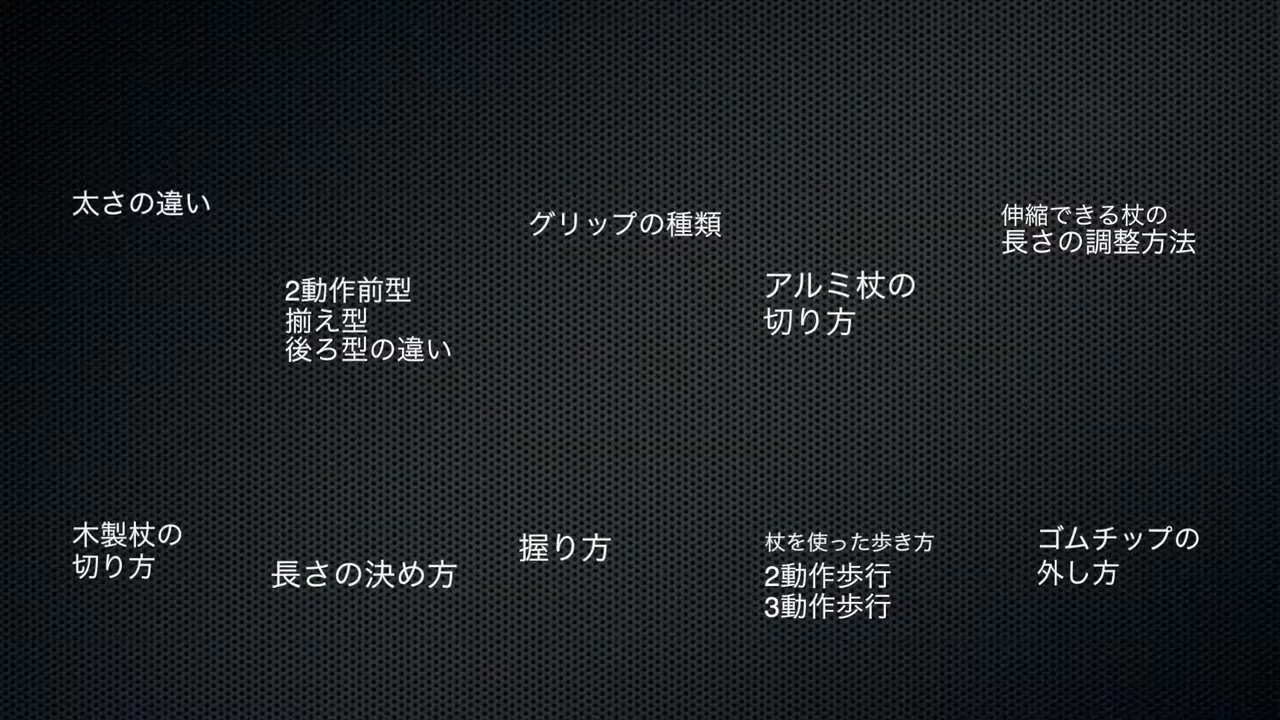 太さの違い
2動作前型
揃え型
後ろ型の違い
グリップの種類
アルミ杖の
切り方
伸縮できる杖の
長さの調整方法
木製杖の
切り方
長さの決め方
握り方
杖を使った歩き方
2動作歩行
3動作歩行
ゴムチップの
外し方